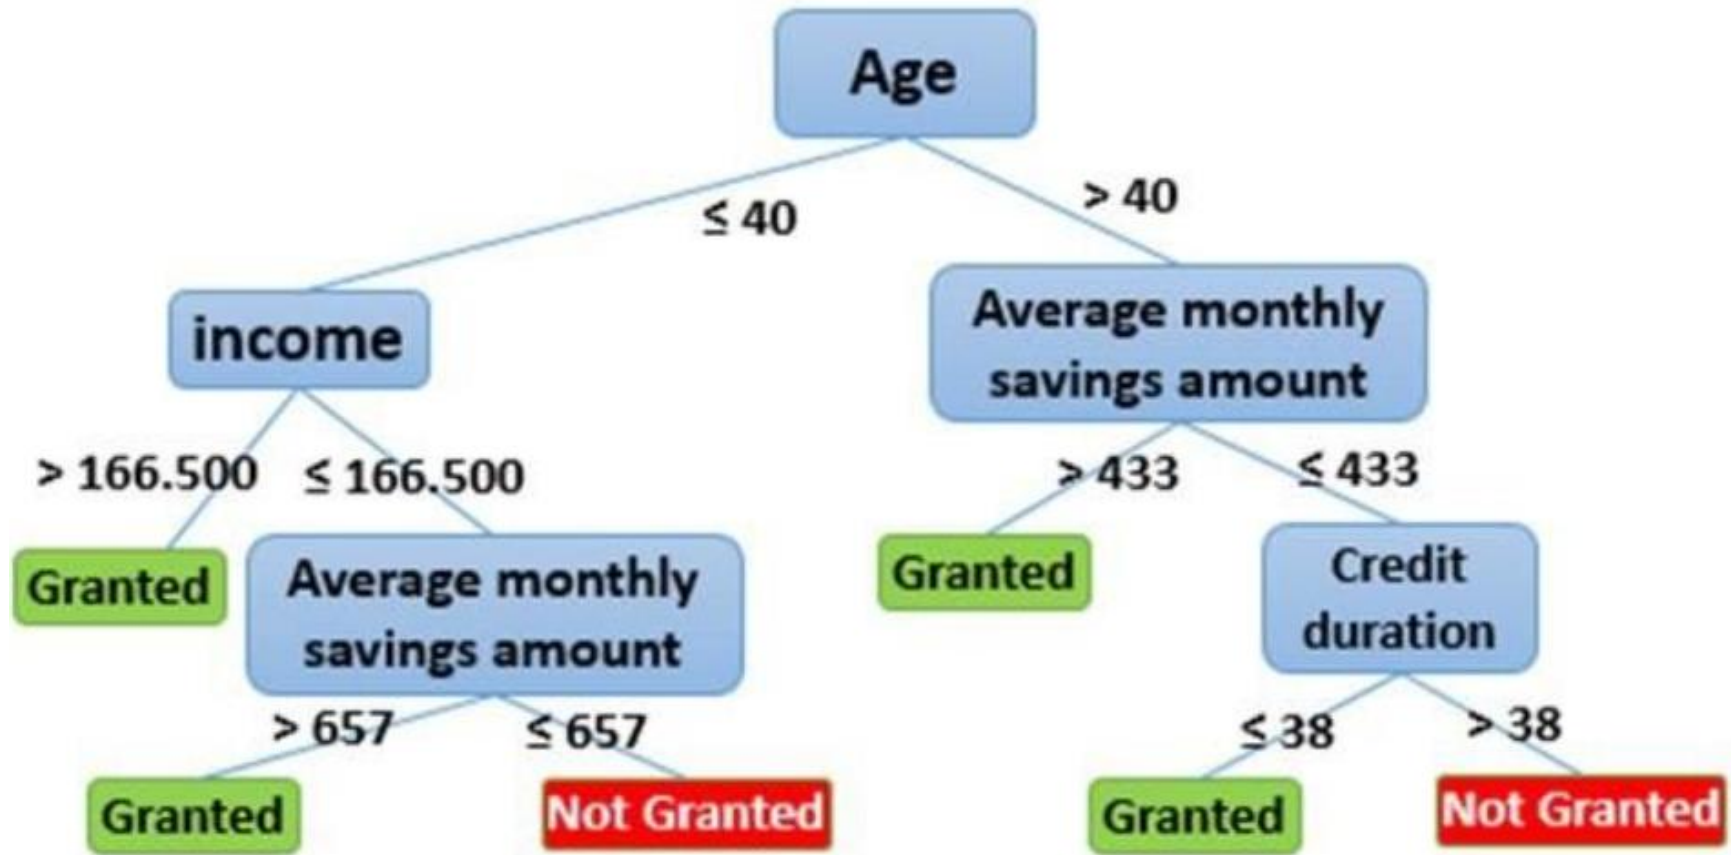 Age
≤ 40
> 40
income
Average monthly
savings amount
> 166.500
≤ 166.500
> 433
≤ 433
Granted
Average monthly
savings amount
Granted
Credit
duration
> 657
≤ 657
≤ 38
> 38
Granted
Not Granted
Granted
Not Granted